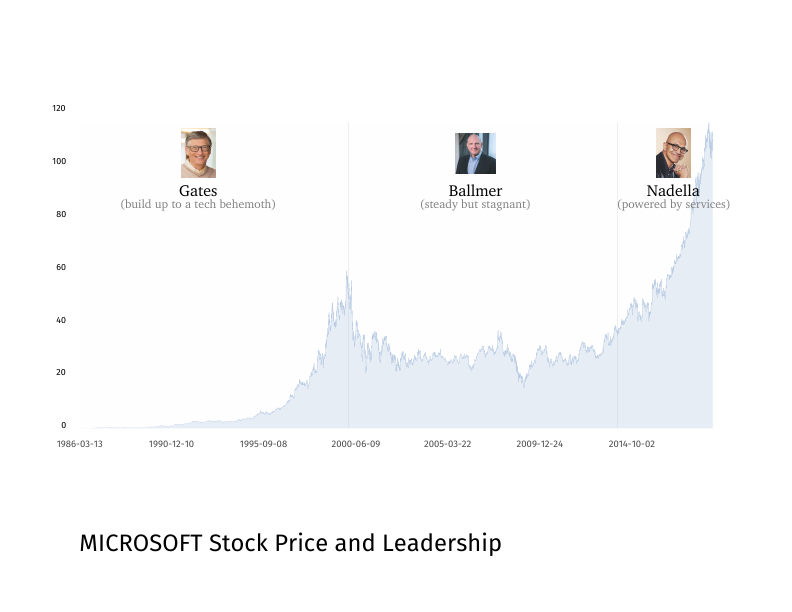 120
100
80
60
40
20
0
Gates
(build up to a tech behemoth)
Ballmer
(steady but stagnant)
Nadella
(powered by services)
1986-03-13 1990-12-10 1995-09-08 2000-06-09 2005-03-22 2009-12-24 2014-10-02
MICROSOFT Stock Price and Leadership